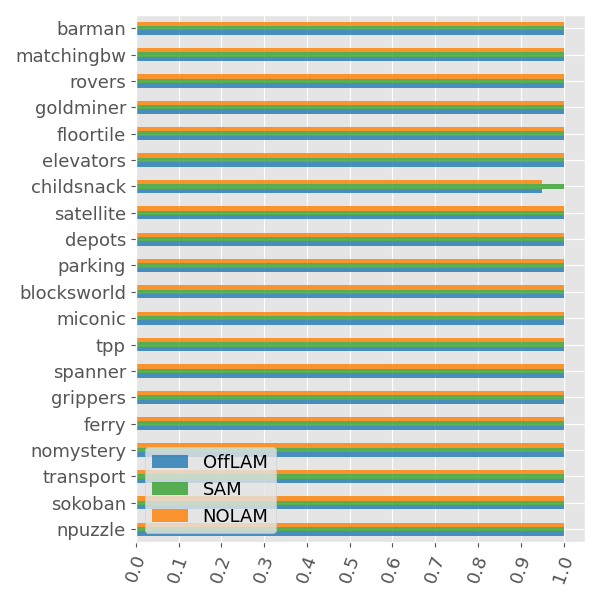 barman
matchingbw
rovers
goldminer
floortile
elevators
childsnack
satellite
depots
parking
blocksworld
miconic
tpp
spanner
grippers
ferry
nomystery
transport
sokoban
npuzzle
OffLAM
SAM
NOLAM
0.0
0.1
0.2
0.3
0.4
0.5
0.6
0.7
0.8
0.9
1.0